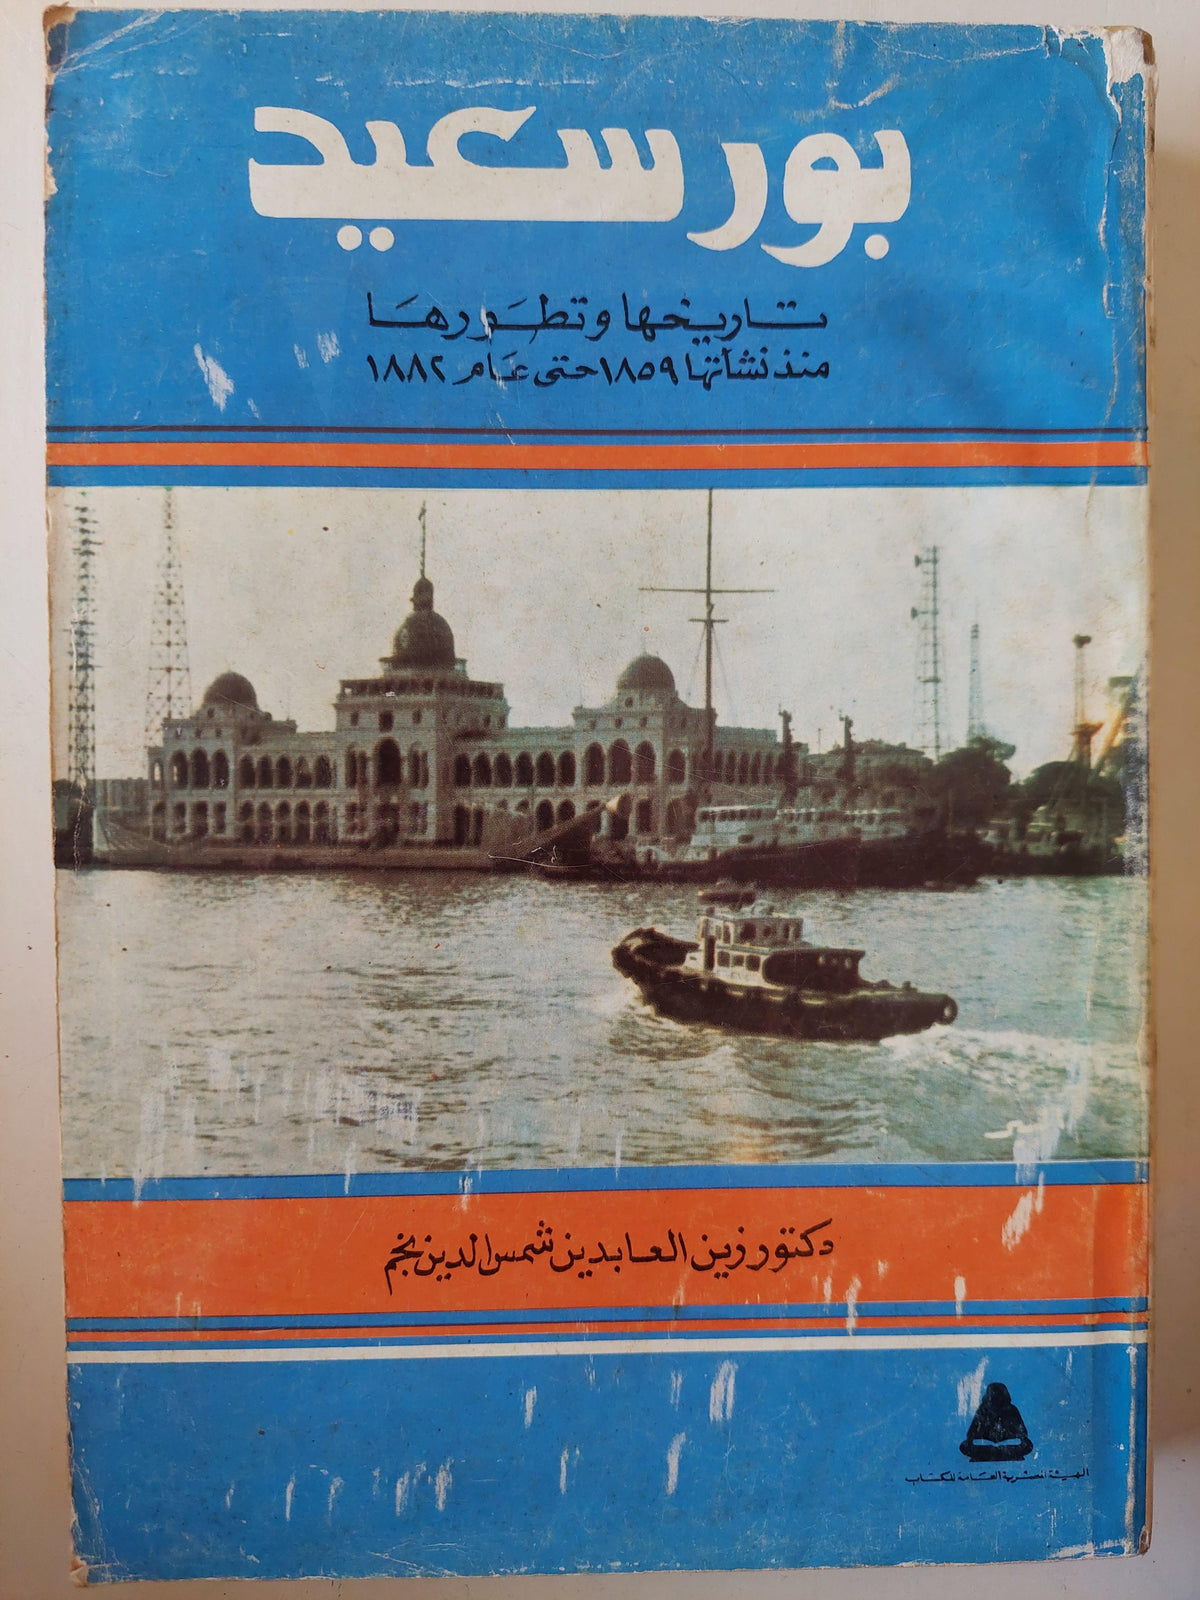 بورسعيد
تاريخها وتطورها
منذ نشأتها ١٨٥٩ حتى عام ١٨٨٢
دكتور زين العابدين شمس الدين نجم
الهيئة المصرية العامة للكتاب